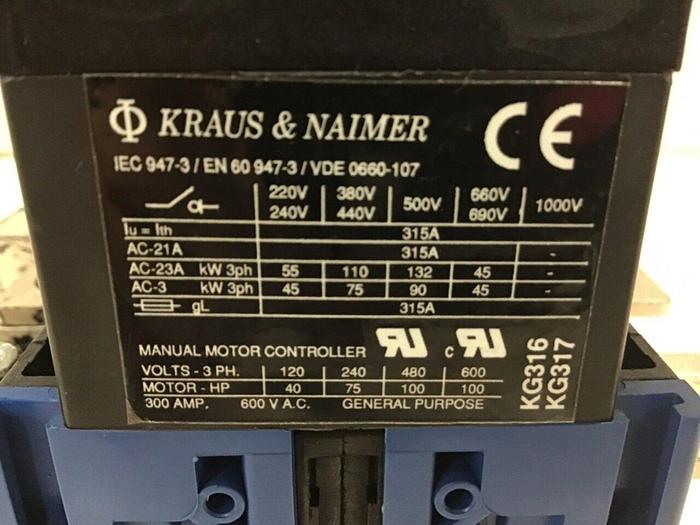 KRAUS & NAIMER
CE
IEC 947-3 / EN 60 947-3 / VDE 0660-107
220V 240V 380V 440V 500V 660V 690V 1000V
Iu = Ith 315A
AC-21A 315A -
AC-23A kW 3ph 55 110 132 45 -
AC-3 kW 3ph 45 75 90 45 -
gL 315A
MANUAL MOTOR CONTROLLER RU c RU
VOLTS - 3 PH. 120 240 480 600
MOTOR - HP 40 75 100 100
300 AMP. 600 V A.C. GENERAL PURPOSE
KG316
KG317